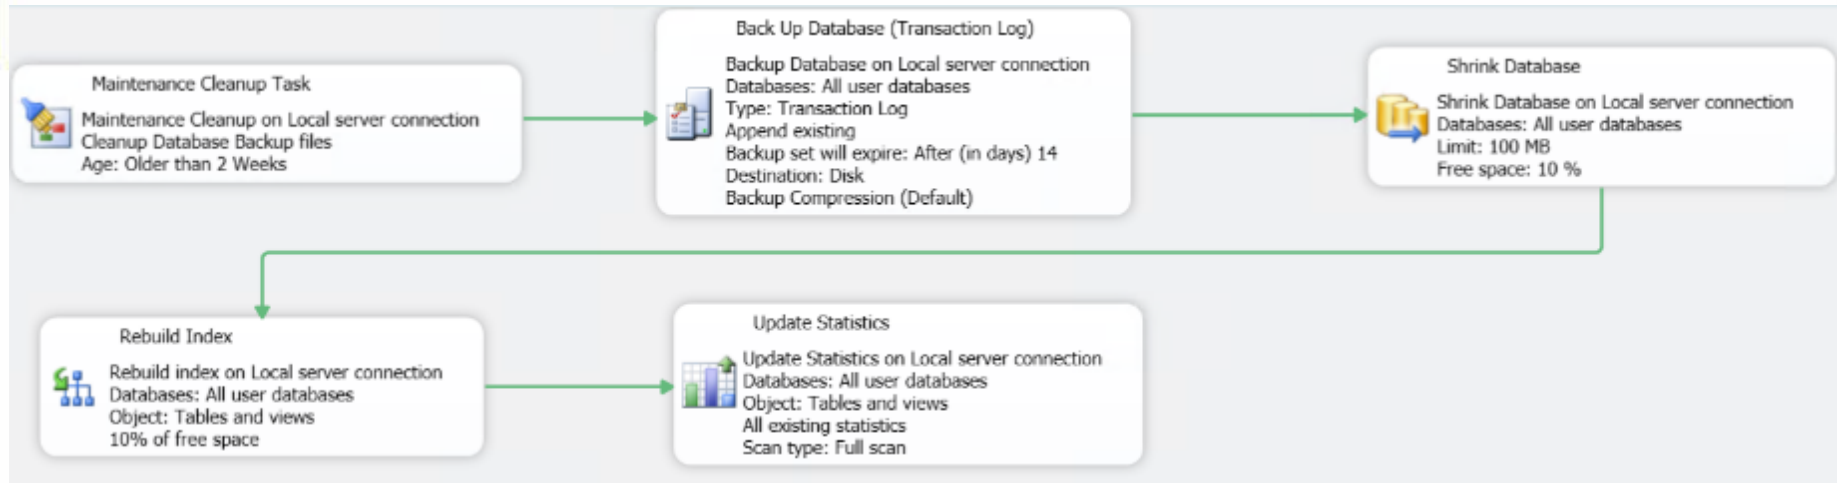 Maintenance Cleanup Task
Maintenance Cleanup on Local server connection
Cleanup Database Backup files
Age: Older than 2 Weeks
Back Up Database (Transaction Log)
Backup Database on Local server connection
Databases: All user databases
Type: Transaction Log
Append existing
Backup set will expire: After (in days) 14
Destination: Disk
Backup Compression (Default)
Shrink Database
Shrink Database on Local server connection
Databases: All user databases
Limit: 100 MB
Free space: 10 %
Rebuild Index
Rebuild index on Local server connection
Databases: All user databases
Object: Tables and views
10% of free space
Update Statistics
Update Statistics on Local server connection
Databases: All user databases
Object: Tables and views
All existing statistics
Scan type: Full scan